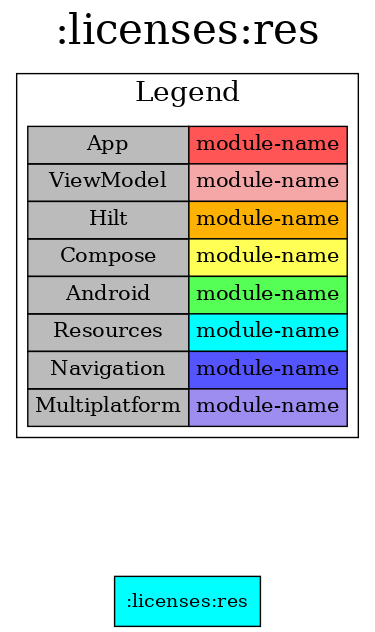 :licenses:res
Legend
App module-name
ViewModel module-name
Hilt module-name
Compose module-name
Android module-name
Resources module-name
Navigation module-name
Multiplatform module-name
:licenses:res